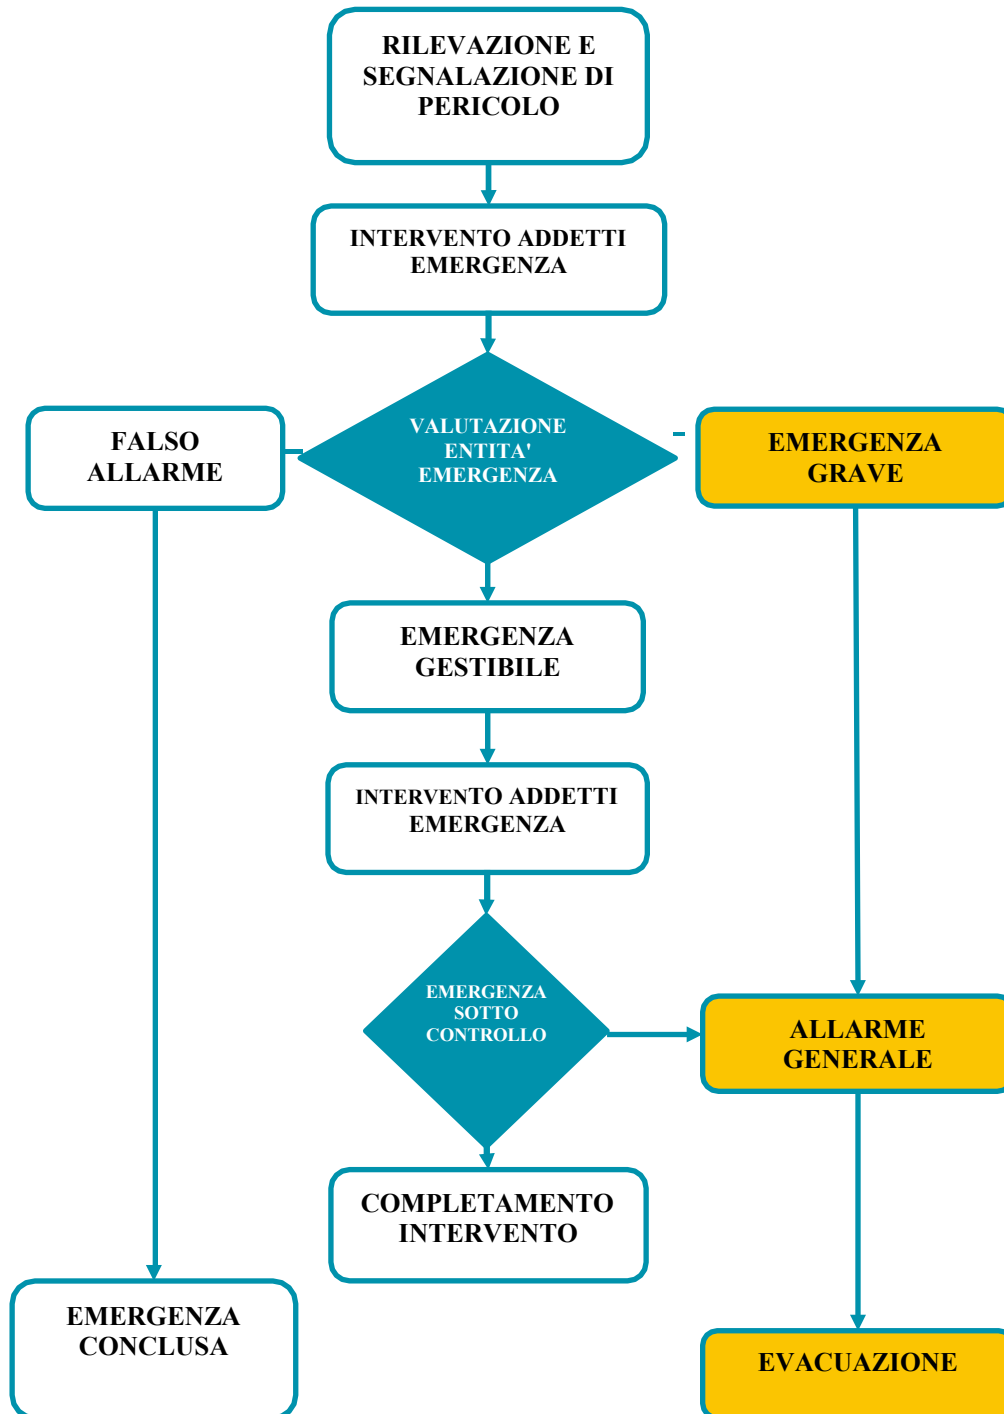 RILEVAZIONE E
SEGNALAZIONE DI
PERICOLO
INTERVENTO ADDETTI
EMERGENZA
VALUTAZIONE
ENTITA'
EMERGENZA
FALSO
ALLARME
EMERGENZA
GRAVE
EMERGENZA
GESTIBILE
INTERVENTO ADDETTI
EMERGENZA
EMERGENZA
SOTTO
CONTROLLO
ALLARME
GENERALE
COMPLETAMENTO
INTERVENTO
EMERGENZA
CONCLUSA
EVACUAZIONE